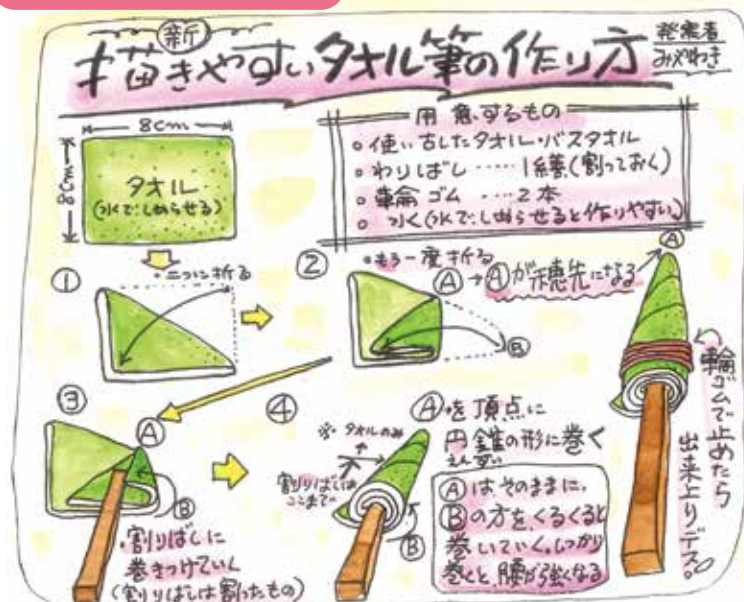 新
描きやすいタオル筆の作り方
発案者
みやわき
8cm
8cm
タオル
(水でしめらせる)
用意するもの
使い古したタオル・バスタオル
わりばし‥‥‥1膳(割っておく)
輪ゴム‥‥2本
水(水でしめらせると作りやすい)
①
・二つに折る
②
・もう一度折る
Ⓐ→Ⓐが穂先になる
Ⓑ
Ⓐ
③
Ⓐ
Ⓑ
・割りばしに
巻きつけていく
(割りばしは割ったもの)
④
※タオルのみ
割りばしは
ここまで
Ⓑ
Ⓐを頂点に
円錐の形に巻く
えんすい
Ⓐはそのままに、
Ⓑの方をくるくると
巻いていく。しっかり
巻くと、腰が強くなる
輪ゴムで止めたら
出来上りデス。